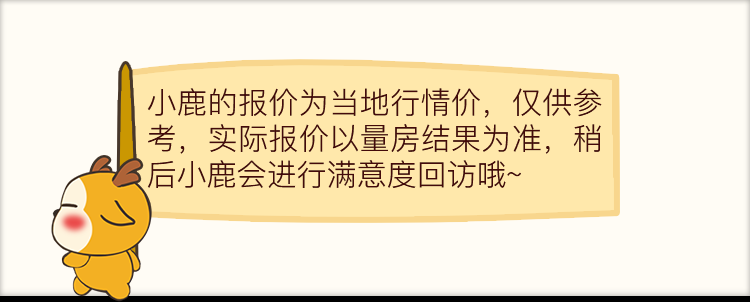 小鹿的报价为当地行情价，仅供参
考，实际报价以量房结果为准，稍
后小鹿会进行满意度回访哦~